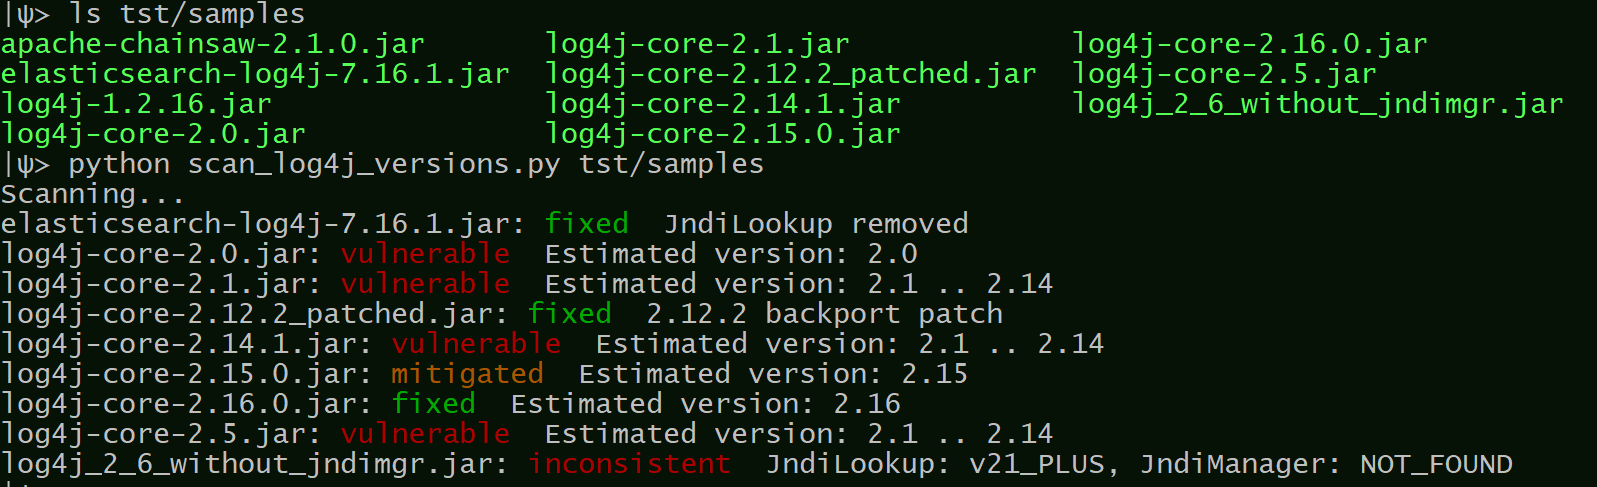 |ψ> ls tst/samples
apache-chainsaw-2.1.0.jar log4j-core-2.1.jar log4j-core-2.16.0.jar
elasticsearch-log4j-7.16.1.jar log4j-core-2.12.2_patched.jar log4j-core-2.5.jar
log4j-1.2.16.jar log4j-core-2.14.1.jar log4j_2_6_without_jndimgr.jar
log4j-core-2.0.jar log4j-core-2.15.0.jar
|ψ> python scan_log4j_versions.py tst/samples
Scanning...
elasticsearch-log4j-7.16.1.jar: fixed JndiLookup removed
log4j-core-2.0.jar: vulnerable Estimated version: 2.0
log4j-core-2.1.jar: vulnerable Estimated version: 2.1 .. 2.14
log4j-core-2.12.2_patched.jar: fixed 2.12.2 backport patch
log4j-core-2.14.1.jar: vulnerable Estimated version: 2.1 .. 2.14
log4j-core-2.15.0.jar: mitigated Estimated version: 2.15
log4j-core-2.16.0.jar: fixed Estimated version: 2.16
log4j-core-2.5.jar: vulnerable Estimated version: 2.1 .. 2.14
log4j_2_6_without_jndimgr.jar: inconsistent JndiLookup: v21_PLUS, JndiManager: NOT_FOUND